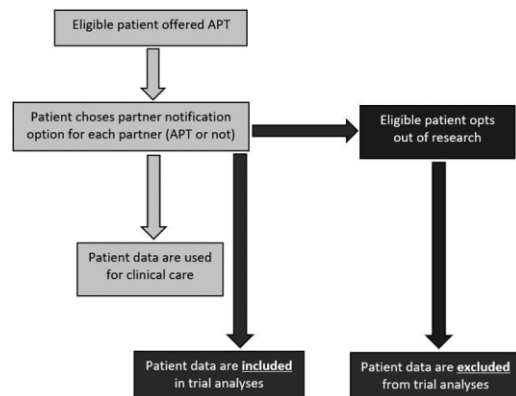 Eligible patient offered APT
Patient choses partner notification
option for each partner (APT or not)
Eligible patient opts
out of research
Patient data are used
for clinical care
Patient data are included
in trial analyses
Patient data are excluded
from trial analyses